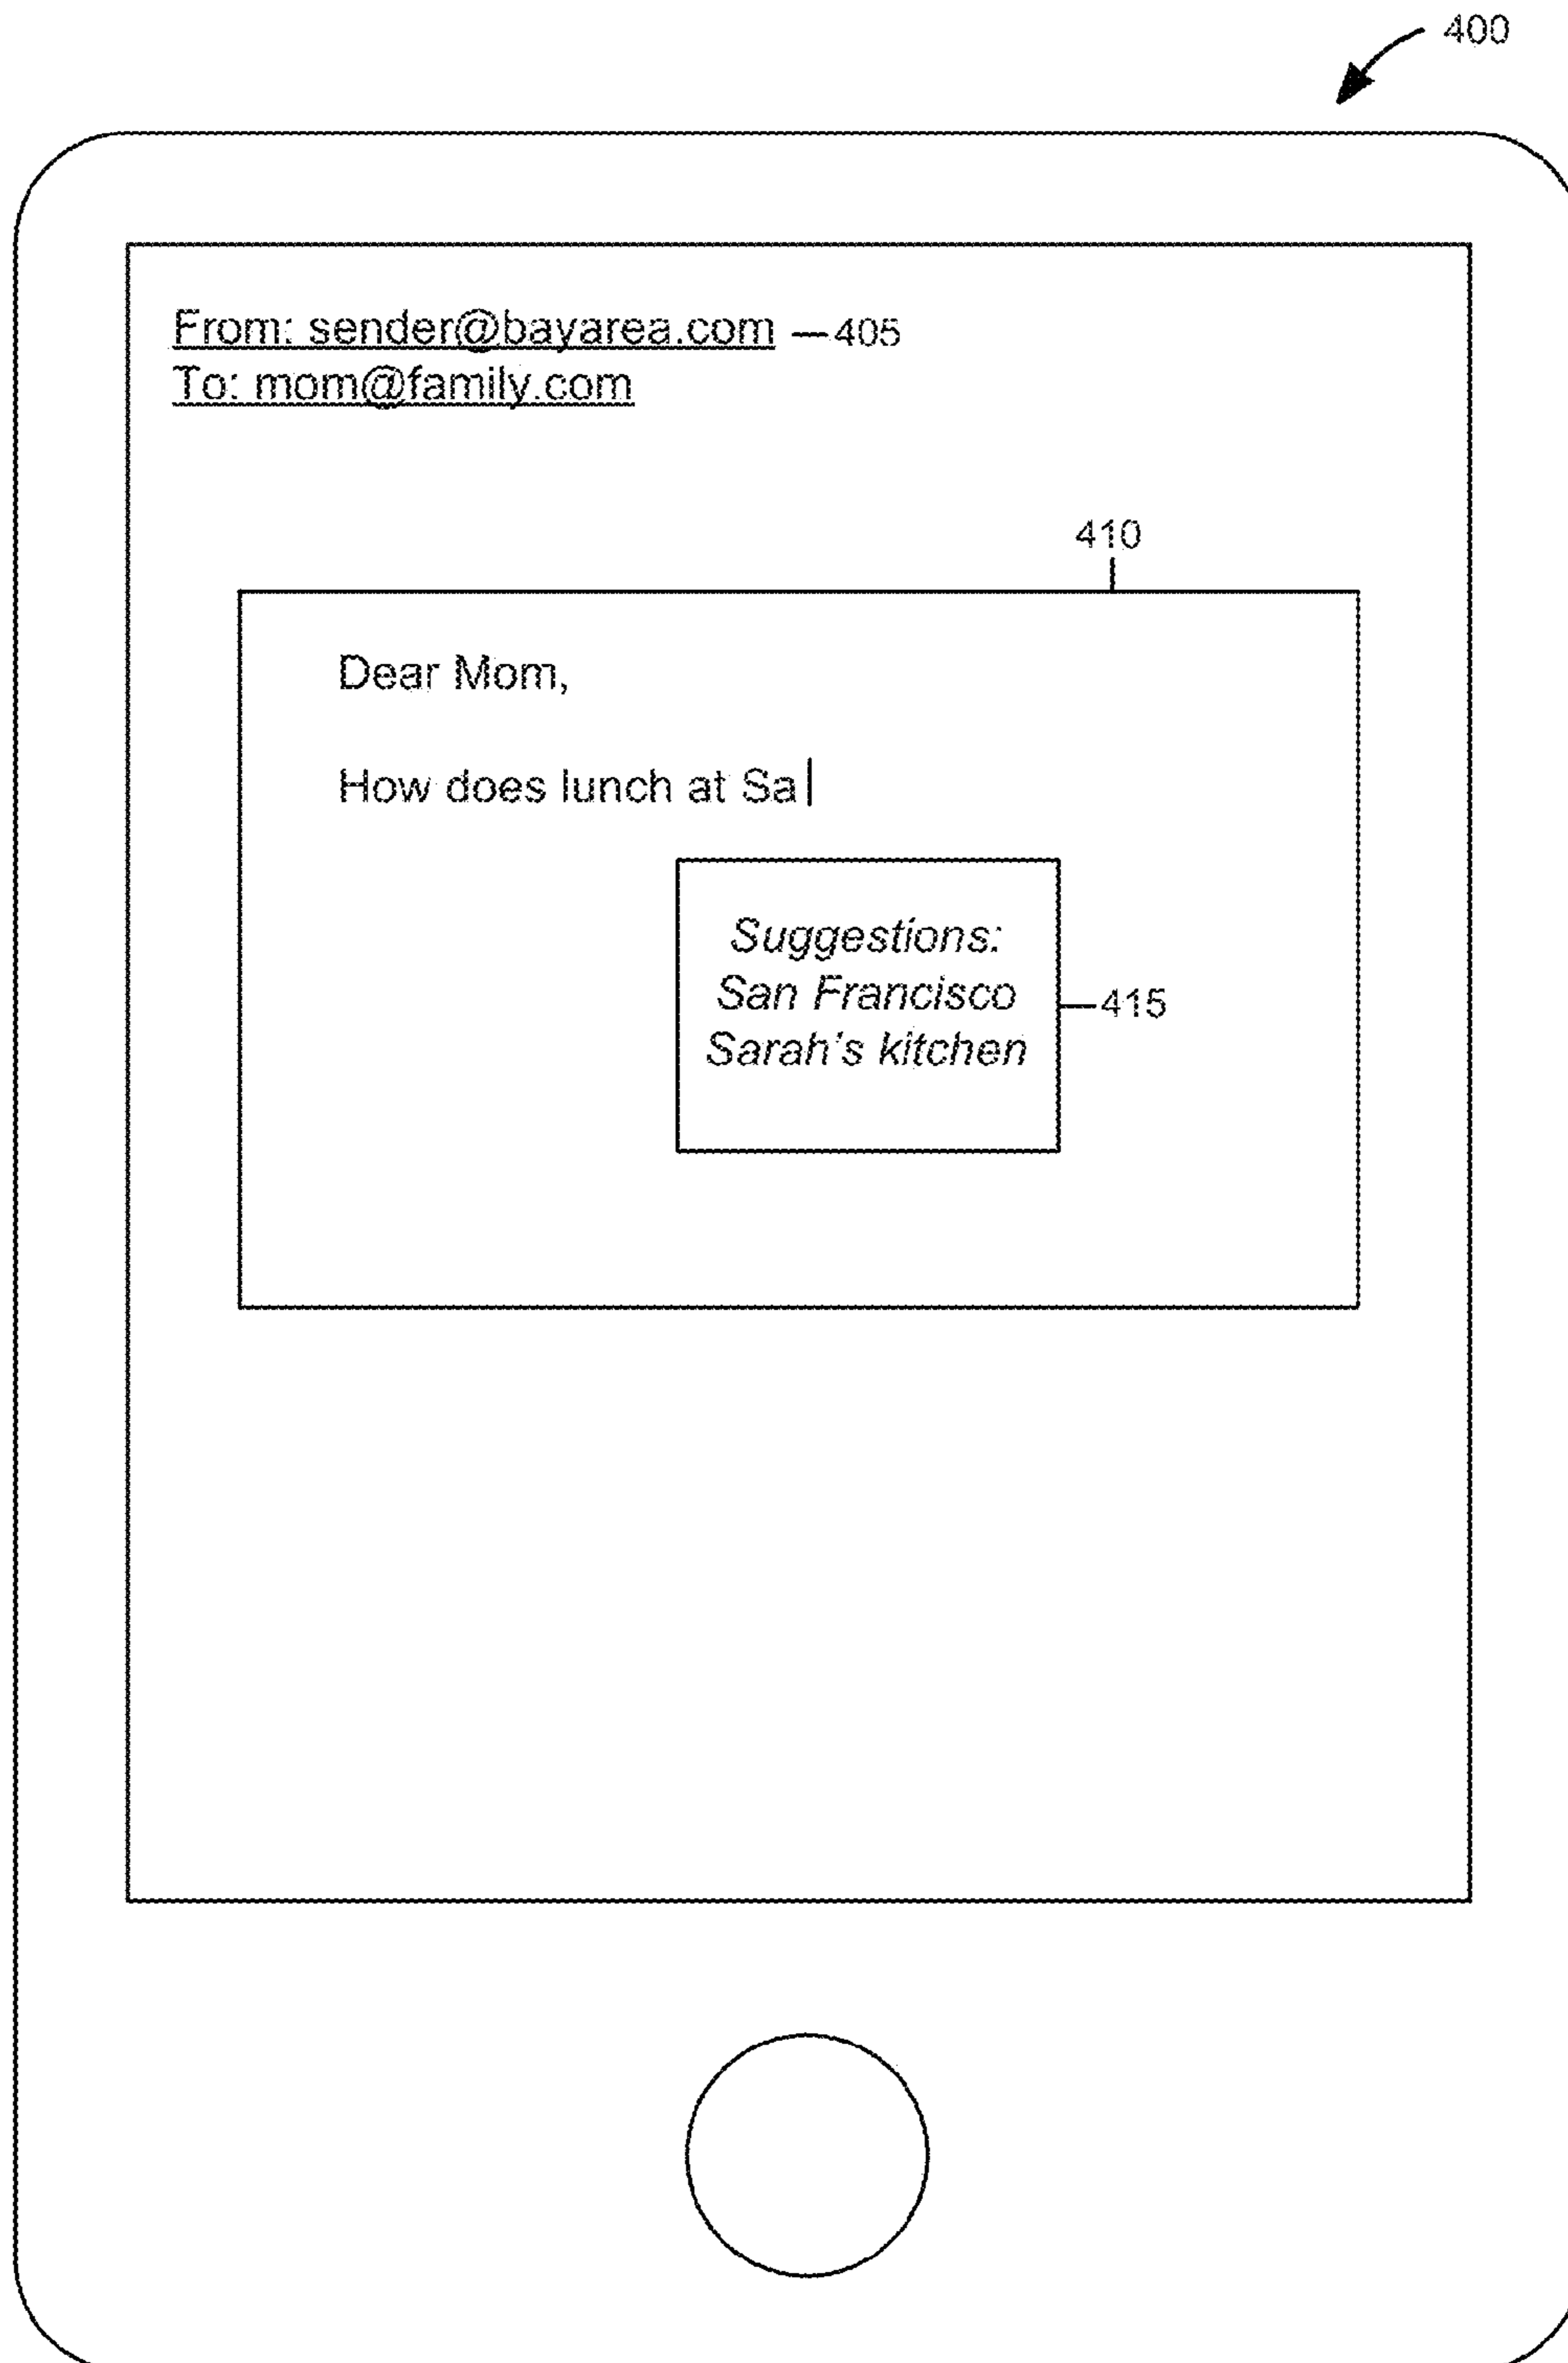 400
From: sender@bayarea.com 405
To: mom@family.com
410
Dear Mom,
How does lunch at Sa
Suggestions:
San Francisco
415
Sarah's kitchen